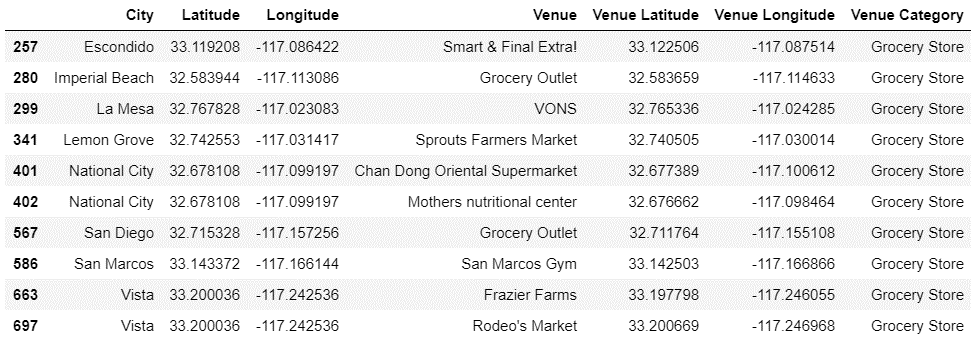 City Latitude Longitude Venue Venue Latitude Venue Longitude Venue Category
257 Escondido 33.119208 -117.086422 Smart & Final Extra! 33.122506 -117.087514 Grocery Store
280 Imperial Beach 32.583944 -117.113086 Grocery Outlet 32.583659 -117.114633 Grocery Store
299 La Mesa 32.767828 -117.023083 VONS 32.765336 -117.024285 Grocery Store
341 Lemon Grove 32.742553 -117.031417 Sprouts Farmers Market 32.740505 -117.030014 Grocery Store
401 National City 32.678108 -117.099197 Chan Dong Oriental Supermarket 32.677389 -117.100612 Grocery Store
402 National City 32.678108 -117.099197 Mothers nutritional center 32.676662 -117.098464 Grocery Store
567 San Diego 32.715328 -117.157256 Grocery Outlet 32.711764 -117.155108 Grocery Store
586 San Marcos 33.143372 -117.166144 San Marcos Gym 33.142503 -117.166866 Grocery Store
663 Vista 33.200036 -117.242536 Frazier Farms 33.197798 -117.246055 Grocery Store
697 Vista 33.200036 -117.242536 Rodeo's Market 33.200669 -117.246968 Grocery Store